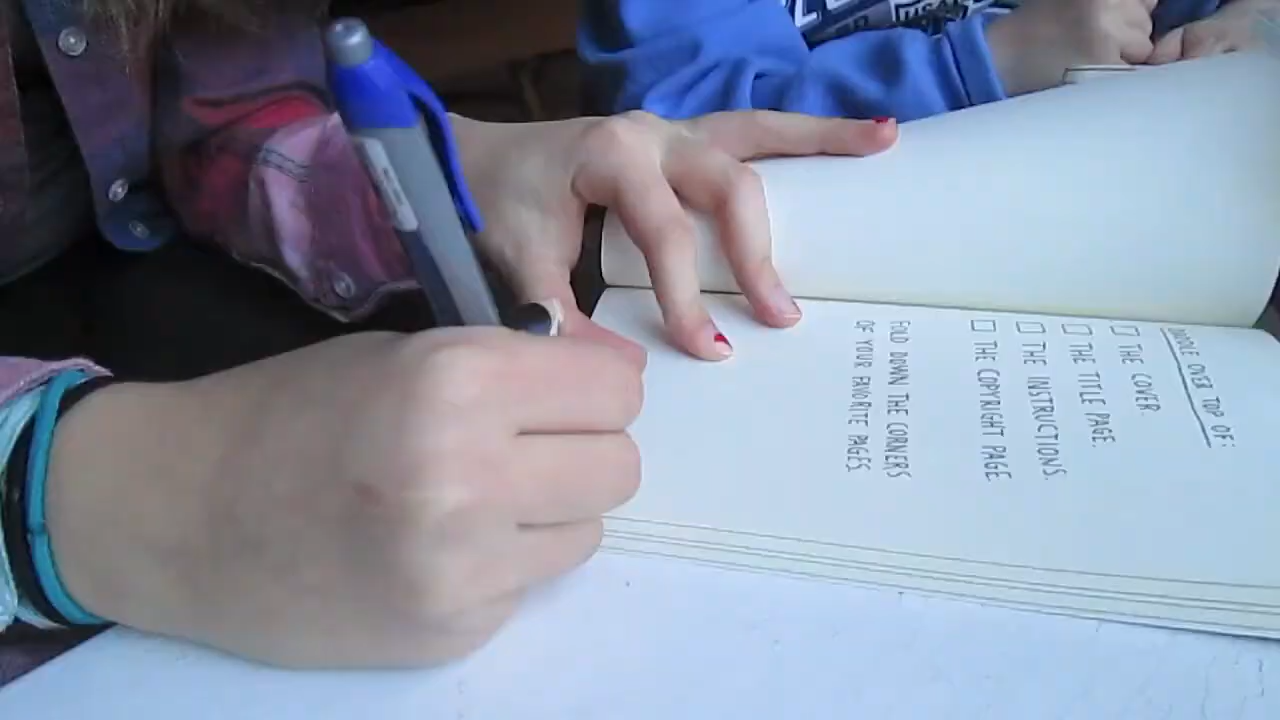 DOODLE OVER TOP OF:
THE COVER.
THE TITLE PAGE.
THE INSTRUCTIONS.
THE COPYRIGHT PAGE.
FOLD DOWN THE CORNERS
OF YOUR FAVORITE PAGES.